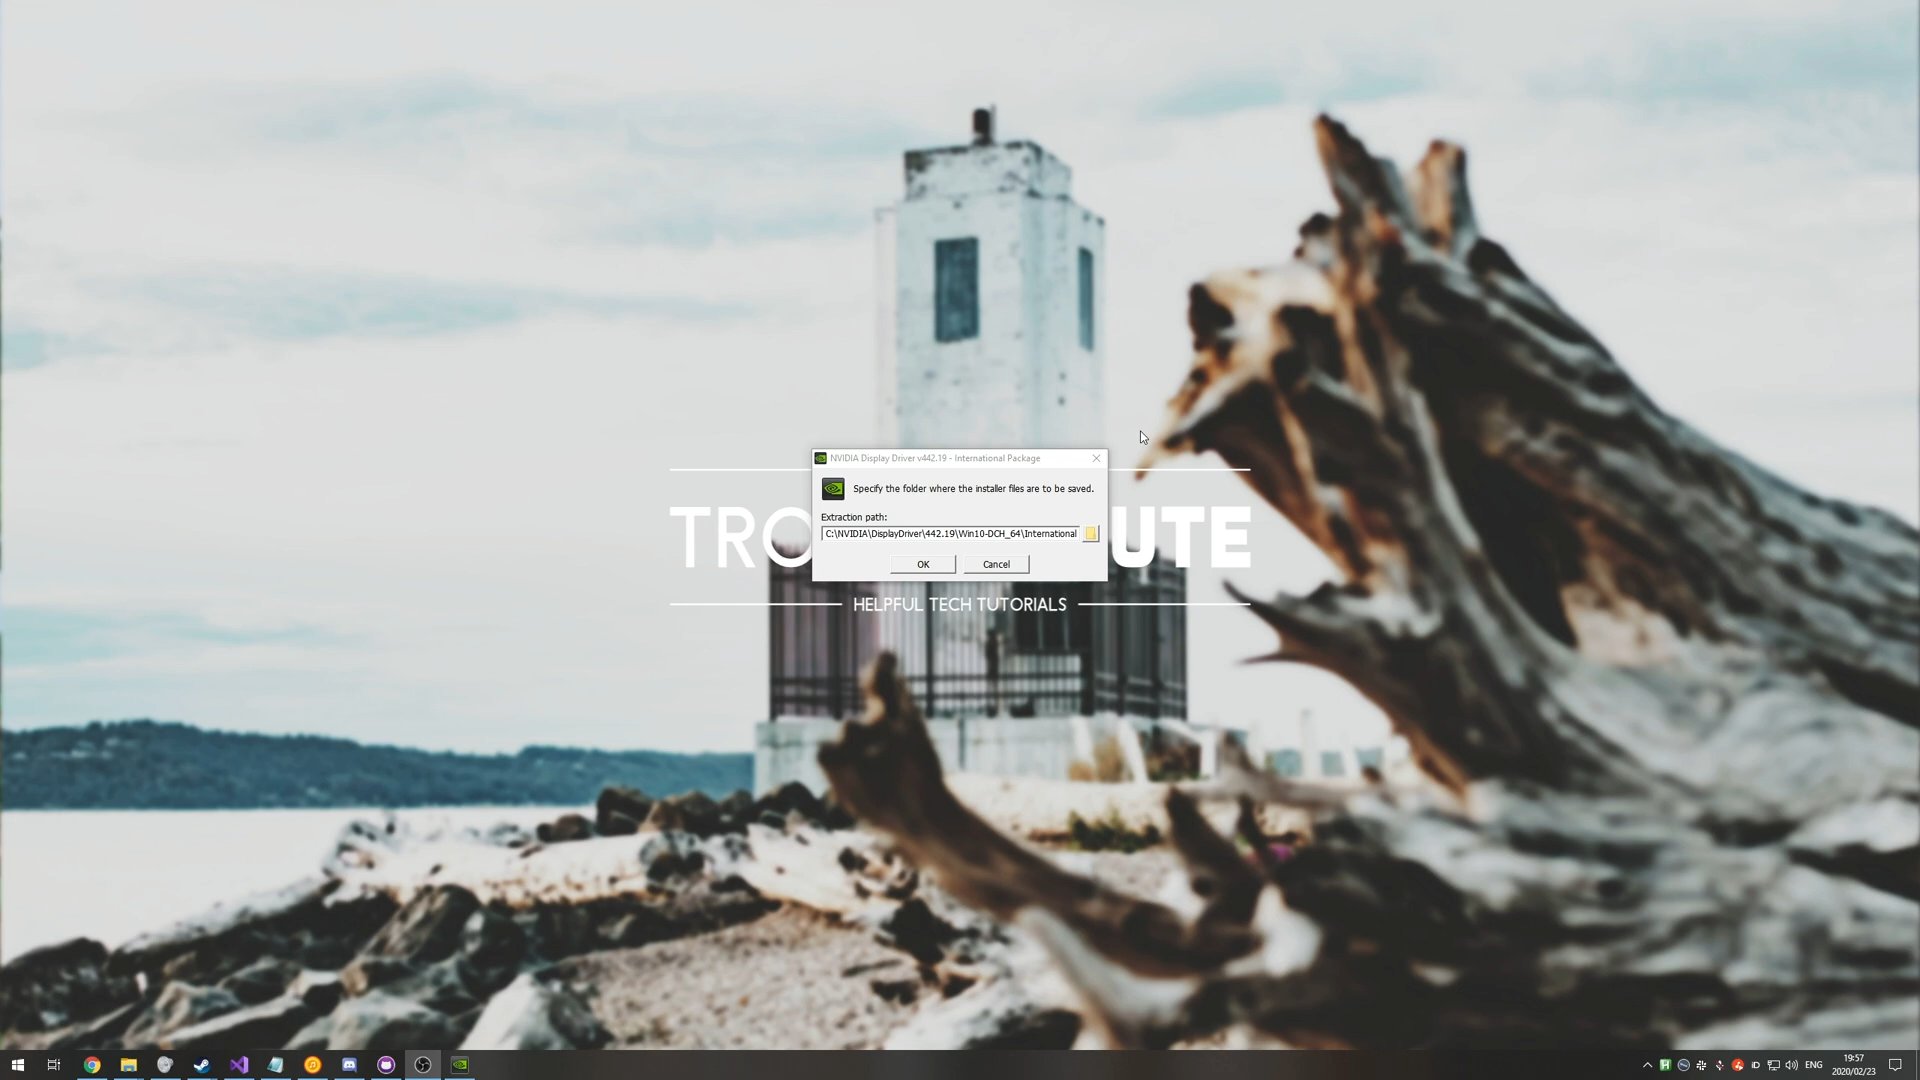 NVIDIA Display Driver v442.19 - International Package
Specify the folder where the installer files are to be saved.
Extraction path:
C:\NVIDIA\DisplayDriver\442.19\Win10-DCH_64\International
OK
Cancel
TRO
UTE
HELPFUL TECH TUTORIALS
ENG
19:57
2020/02/23